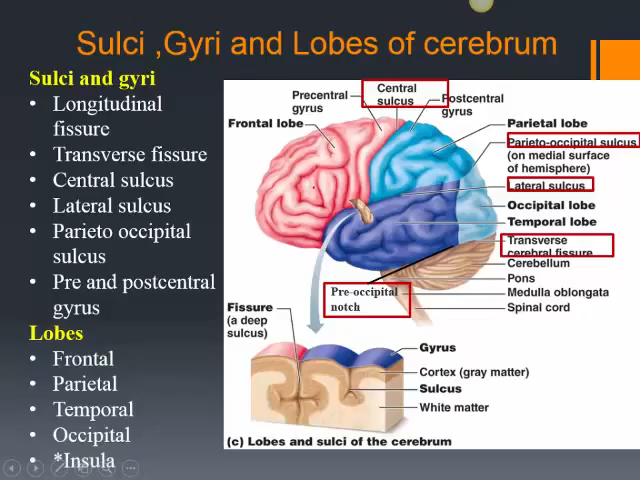 Sulci ,Gyri and Lobes of cerebrum
Sulci and gyri
• Longitudinal
fissure
• Transverse fissure
• Central sulcus
• Lateral sulcus
• Parieto occipital
sulcus
• Pre and postcentral
gyrus
Lobes
• Frontal
• Parietal
• Temporal
• Occipital
• *Insula
Precentral
gyrus
Central
sulcus
Postcentral
gyrus
Frontal lobe
Parietal lobe
Parieto-occipital sulcus
(on medial surface
of hemisphere)
Lateral sulcus
Occipital lobe
Temporal lobe
Transverse
cerebral fissure
Cerebellum
Pons
Medulla oblongata
Spinal cord
Pre-occipital
notch
Fissure
(a deep
sulcus)
Gyrus
Cortex (gray matter)
Sulcus
White matter
(c) Lobes and sulci of the cerebrum